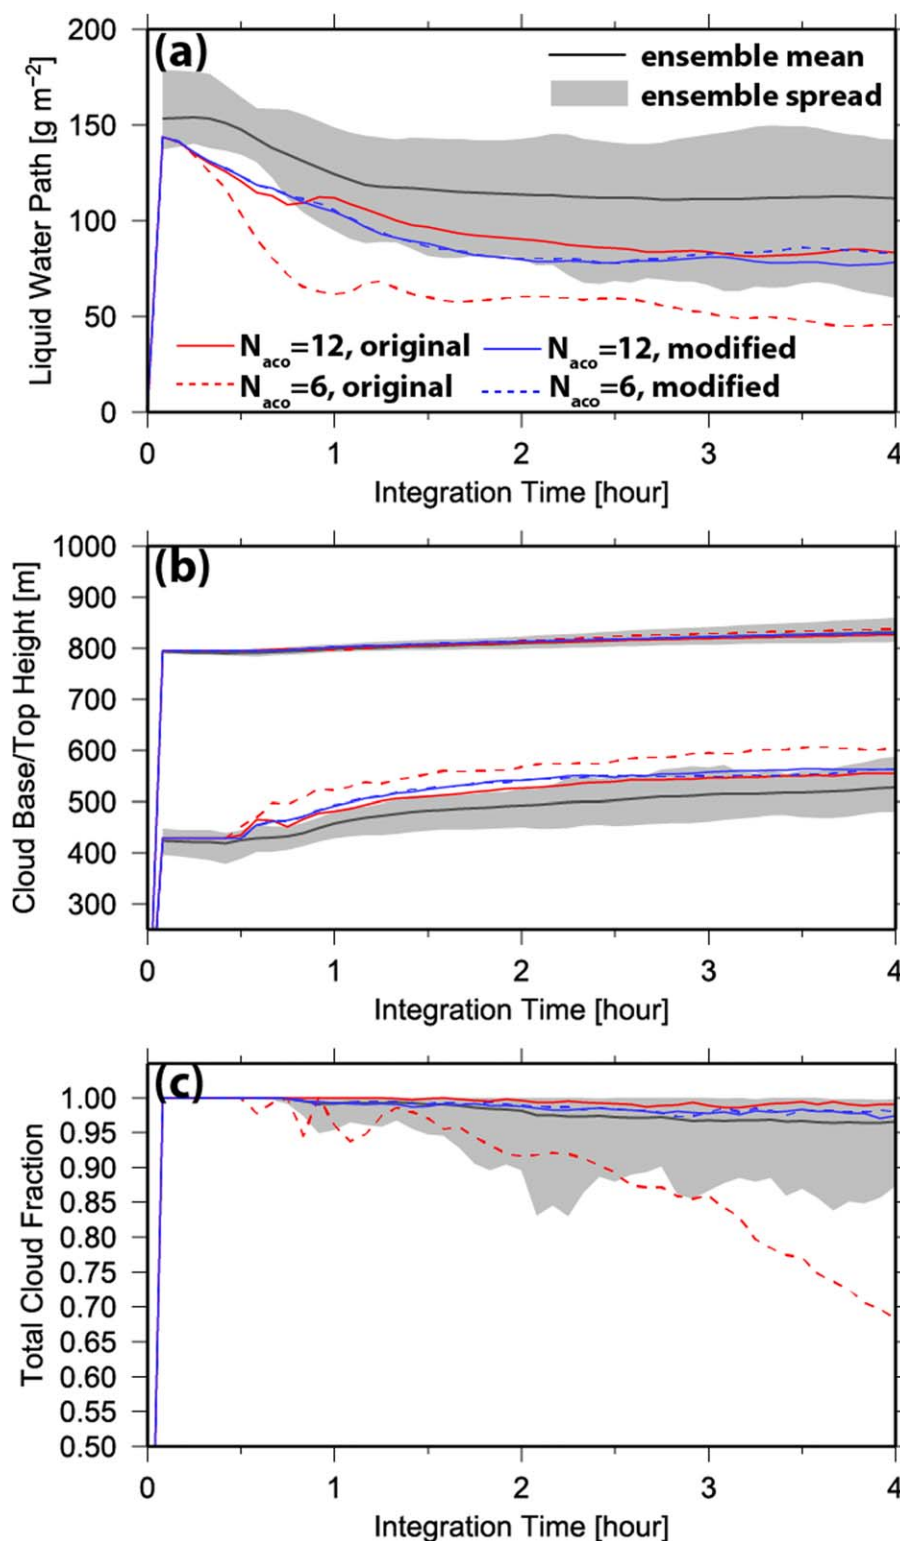 (a)
ensemble mean
ensemble spread
Liquid Water Path [g m⁻²]
200
150
100
50
0
N_aco=12, original
N_aco=12, modified
N_aco=6, original
N_aco=6, modified
0 1 2 3 4
Integration Time [hour]
(b)
Cloud Base/Top Height [m]
1000
900
800
700
600
500
400
300
0 1 2 3 4
Integration Time [hour]
(c)
Total Cloud Fraction
1.00
0.95
0.90
0.85
0.80
0.75
0.70
0.65
0.60
0.55
0.50
0 1 2 3 4
Integration Time [hour]